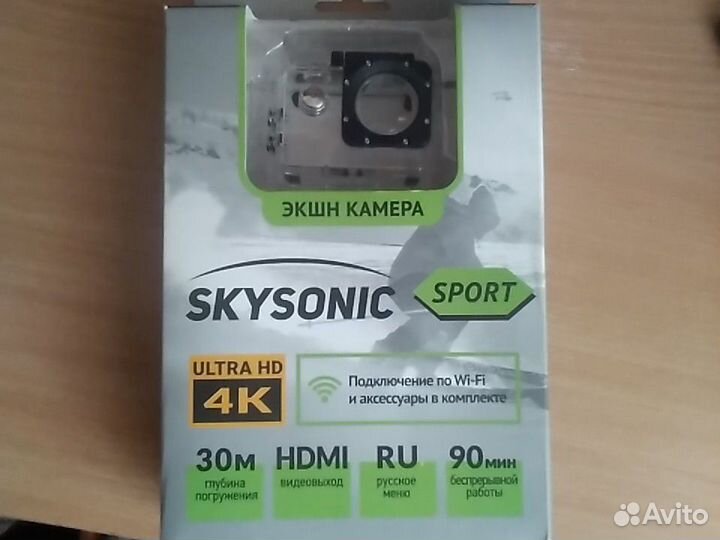 ЭКШН КАМЕРА
SKYSONIC
SPORT
ULTRA HD
4K
Подключение по Wi-Fi
и аксессуары в комплекте
30м
глубина
погружения
HDMI
видеовыход
RU
русское
меню
90мин
беспрерывной
работы
Avito